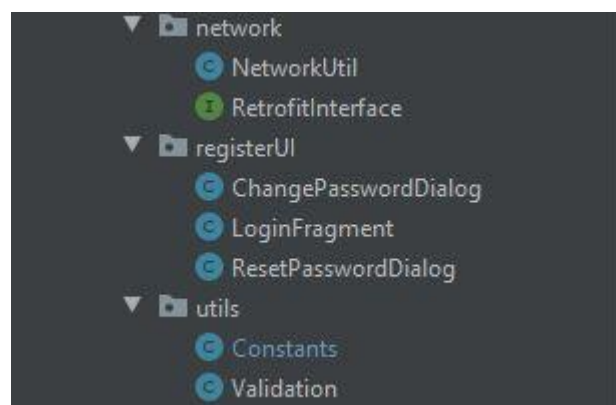 network
NetworkUtil
RetrofitInterface
registerUI
ChangePasswordDialog
LoginFragment
ResetPasswordDialog
utils
Constants
Validation